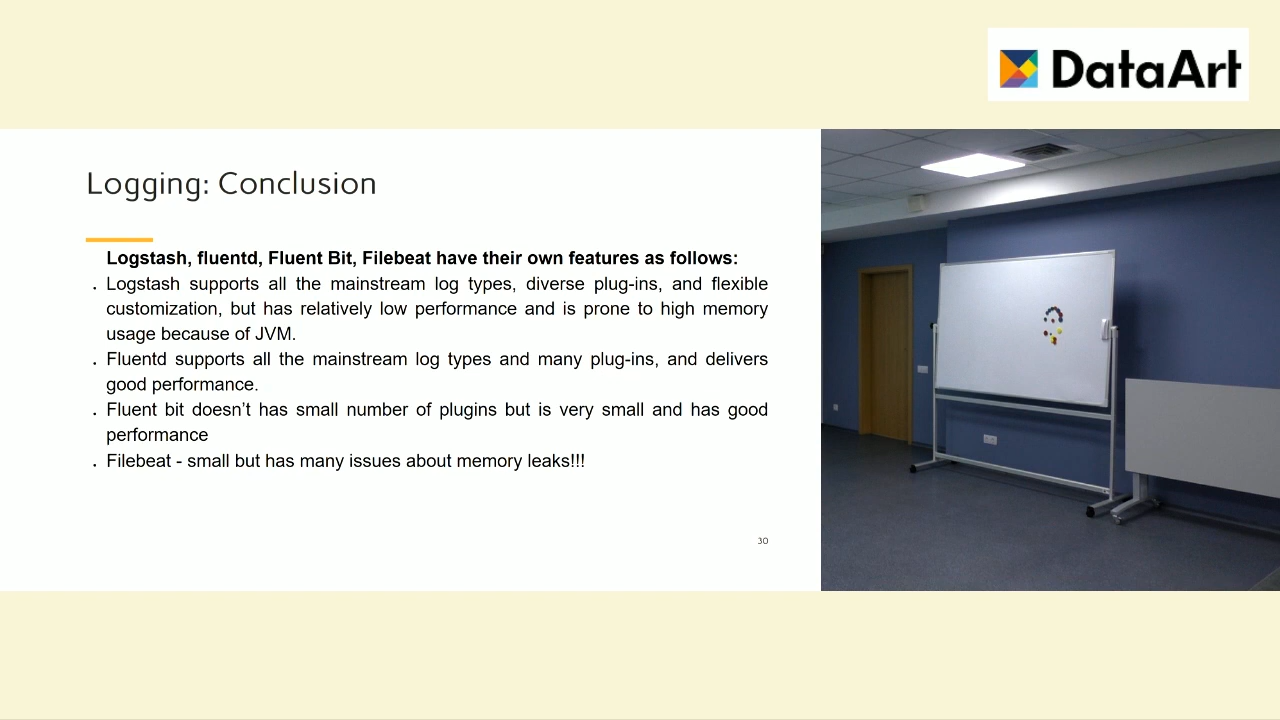 DataArt
Logging: Conclusion
Logstash, fluentd, Fluent Bit, Filebeat have their own features as follows:
. Logstash supports all the mainstream log types, diverse plug-ins, and flexible
customization, but has relatively low performance and is prone to high memory
usage because of JVM.
. Fluentd supports all the mainstream log types and many plug-ins, and delivers
good performance.
. Fluent bit doesn’t has small number of plugins but is very small and has good
performance
. Filebeat - small but has many issues about memory leaks!!!
30